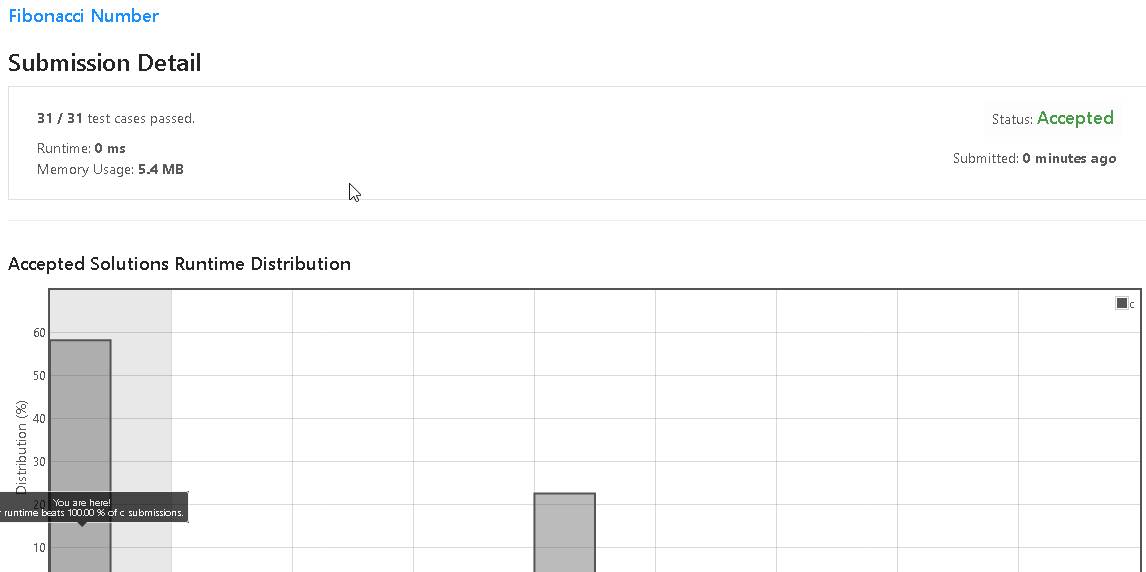 Fibonacci Number
Submission Detail
31 / 31 test cases passed.
Status: Accepted
Runtime: 0 ms
Submitted: 0 minutes ago
Memory Usage: 5.4 MB
Accepted Solutions Runtime Distribution
c
60
50
40
30
20
10
Distribution (%)
You are here!
runtime beats 100.00 % of c submissions.